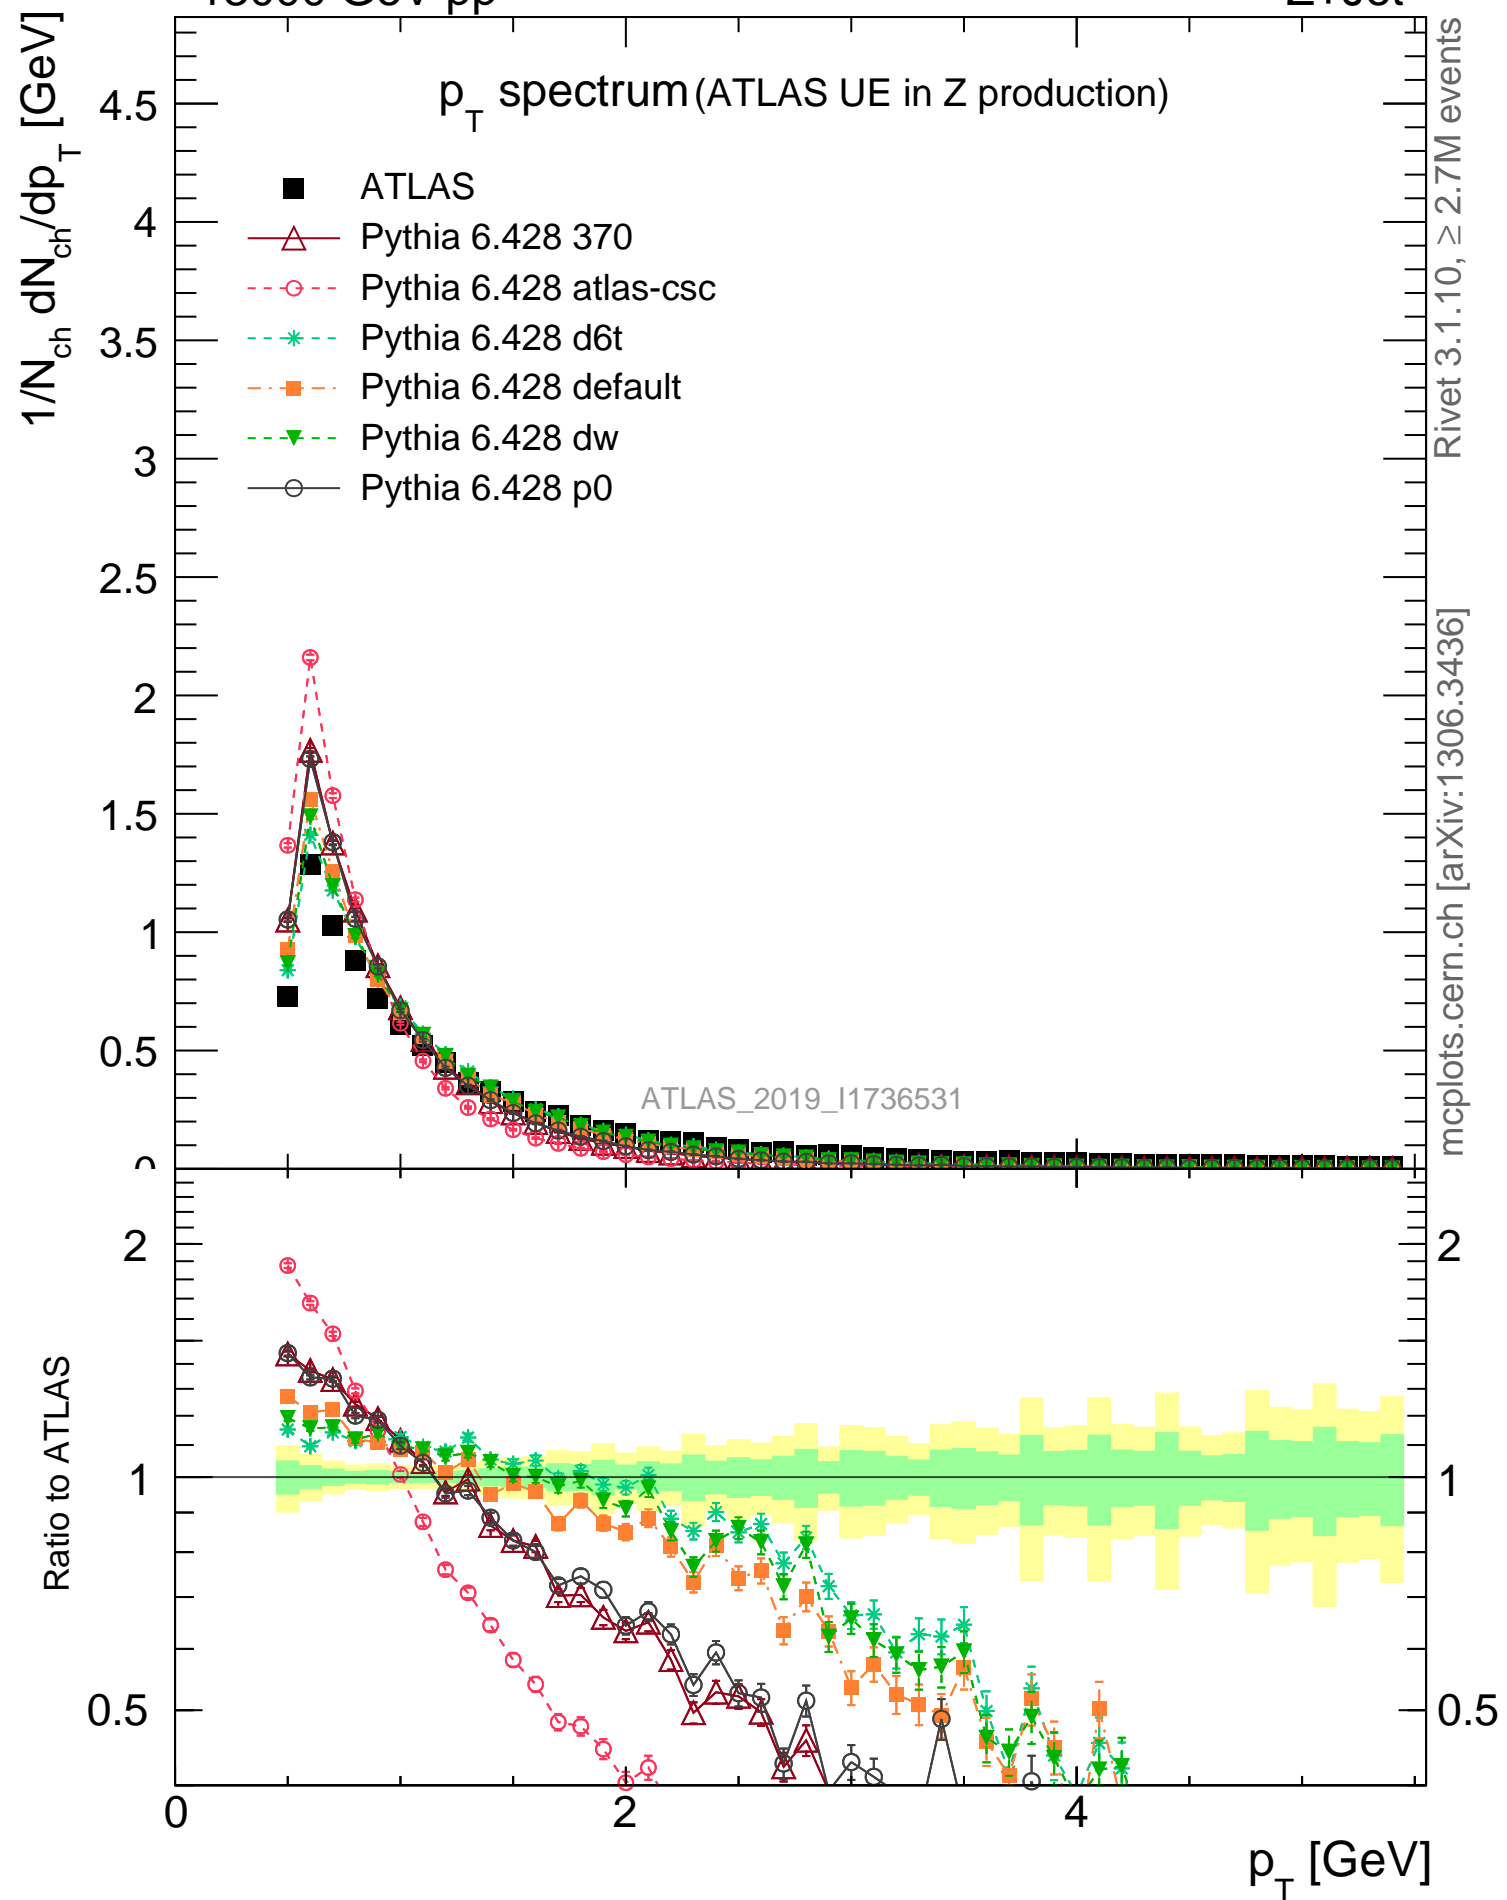 13000 GeV pp Z+Jet
p_T spectrum (ATLAS UE in Z production)
1/N_ch dN_ch/dp_T [GeV]
ATLAS
Pythia 6.428 370
Pythia 6.428 atlas-csc
Pythia 6.428 d6t
Pythia 6.428 default
Pythia 6.428 dw
Pythia 6.428 p0
4.5
4
3.5
3
2.5
2
1.5
1
0.5
0
ATLAS_2019_I1736531
Rivet 3.1.10, ≥ 2.7M events
mcplots.cern.ch [arXiv:1306.3436]
Ratio to ATLAS
2
1
0.5
2
1
0.5
0 2 4
p_T [GeV]